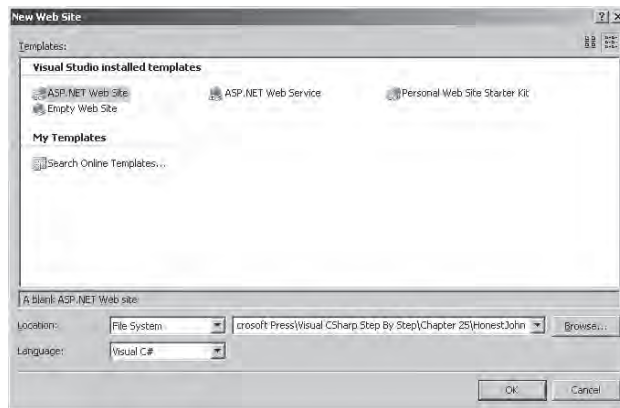 New Web Site
Templates:
Visual Studio installed templates
ASP.NET Web Site
ASP.NET Web Service
Personal Web Site Starter Kit
Empty Web Site
My Templates
Search Online Templates...
A blank ASP.NET Web site
Location:
File System
crosoft Press\Visual CSharp Step By Step\Chapter 25\HonestJohn
Browse...
Language:
Visual C#
OK
Cancel